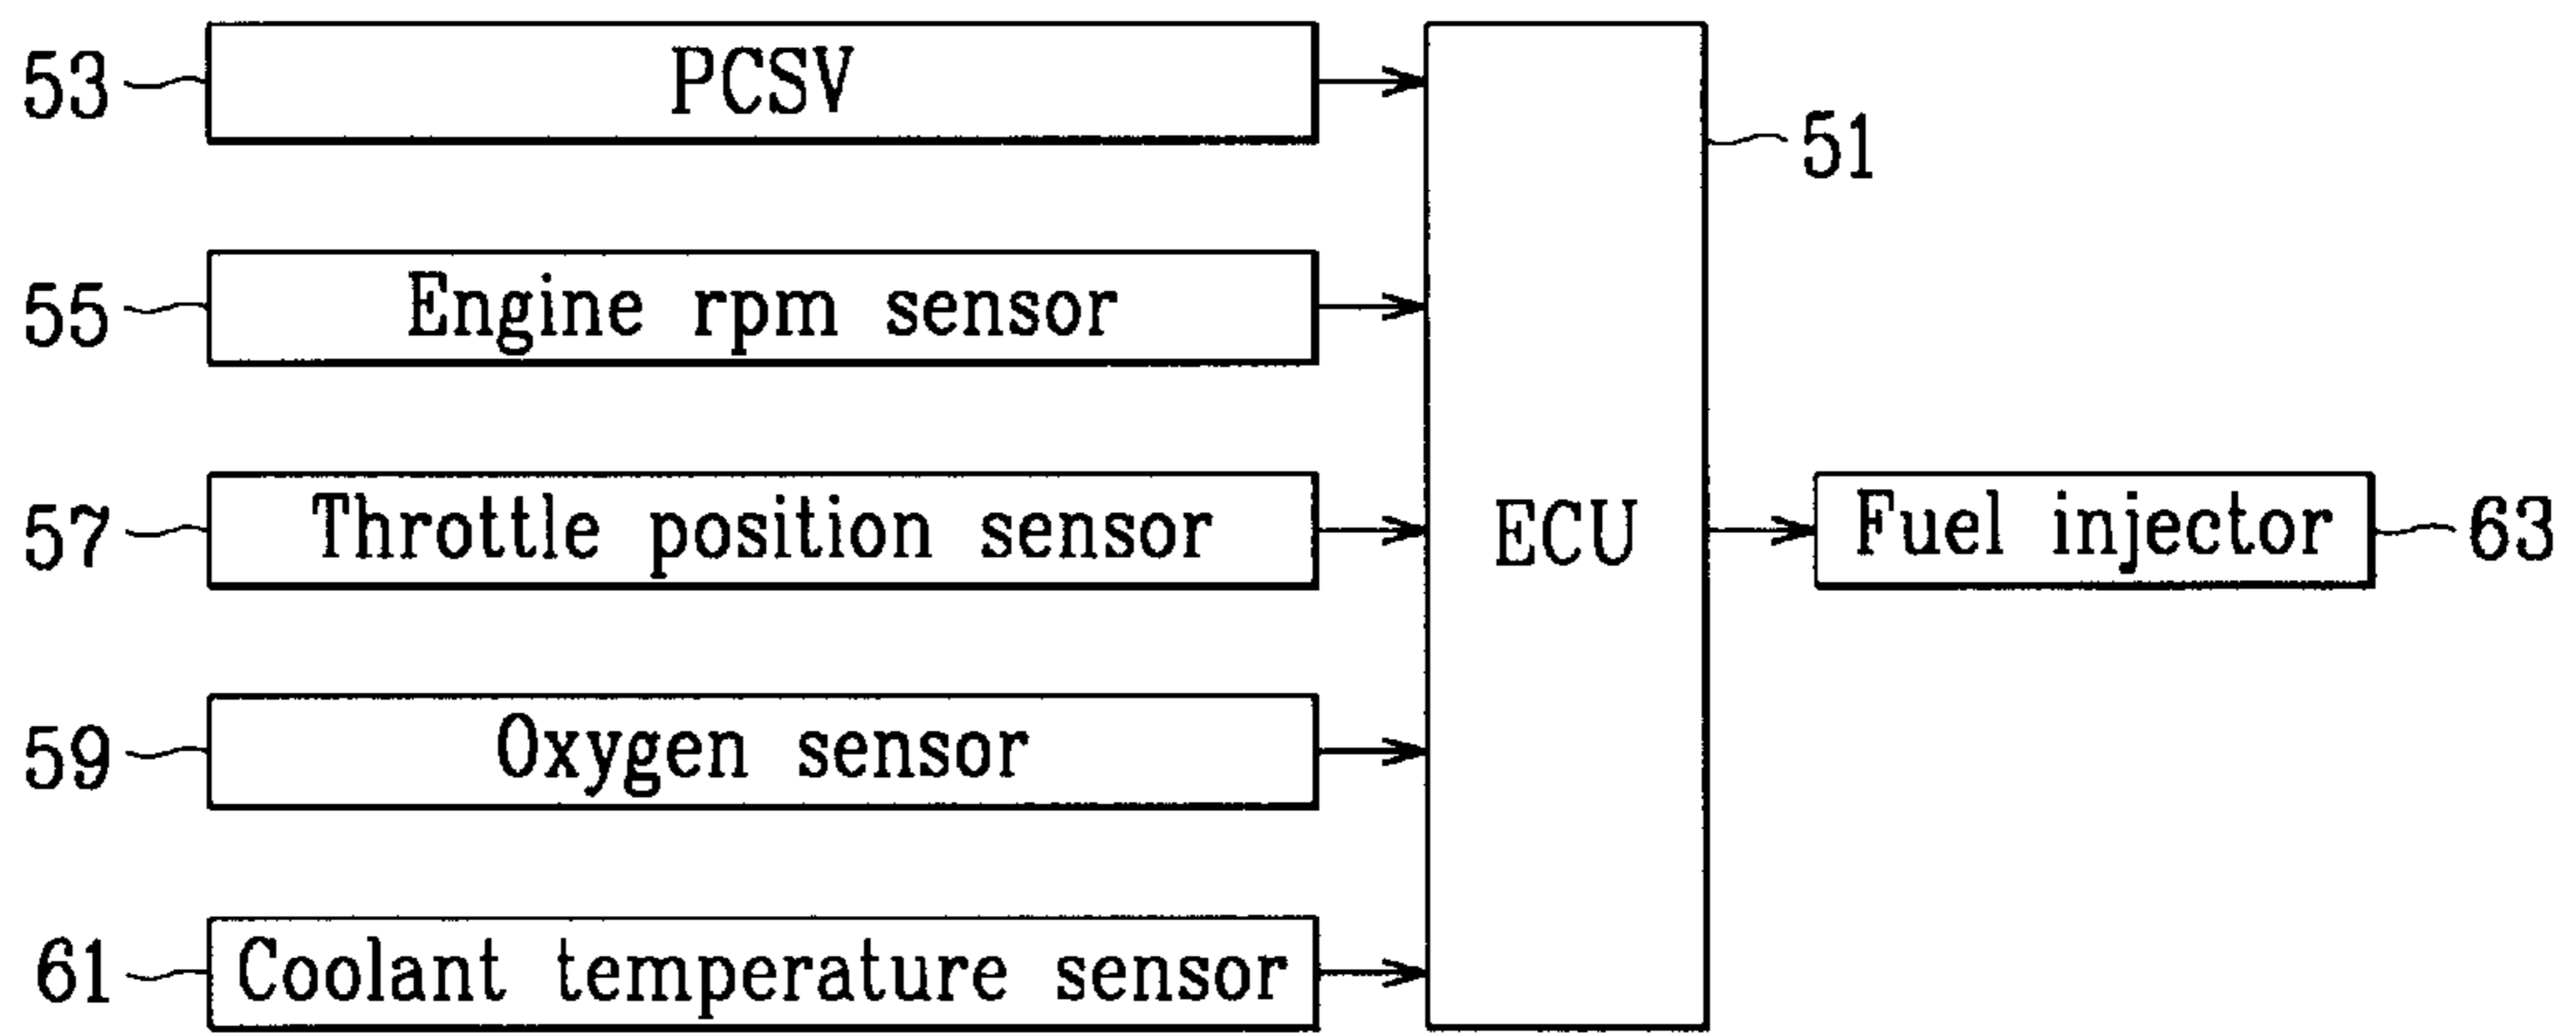 53 PCSV
51
55 Engine rpm sensor
57 Throttle position sensor
ECU
Fuel injector 63
59 Oxygen sensor
61 Coolant temperature sensor